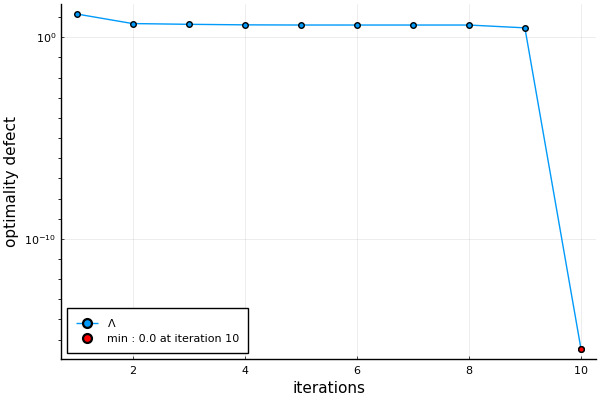 10⁰
10⁻¹⁰
optimality defect
Λ
min : 0.0 at iteration 10
2 4 6 8 10
iterations